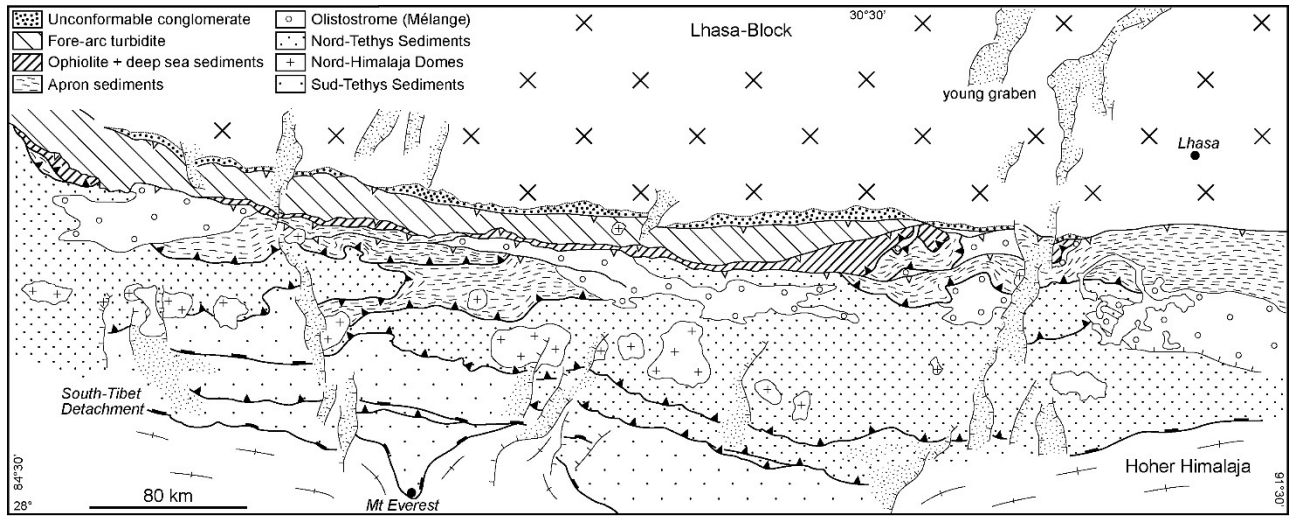 Unconformable conglomerate
Fore-arc turbidite
Ophiolite + deep sea sediments
Apron sediments
Olistostrome (Mélange)
Nord-Tethys Sediments
Nord-Himalaja Domes
Sud-Tethys Sediments
30°30'
Lhasa-Block
young graben
Lhasa
South-Tibet
Detachment
Hoher Himalaja
84°30'
28°
80 km
Mt Everest
91°30'